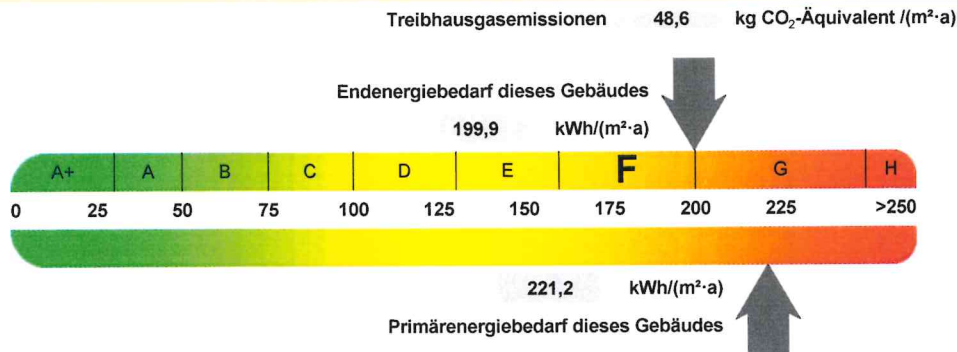 Treibhausgasemissionen 48,6 kg CO₂-Äquivalent /(m²·a)
Endenergiebedarf dieses Gebäudes
199,9 kWh/(m²·a)
A+ A B C D E F G H
0 25 50 75 100 125 150 175 200 225 >250
221,2 kWh/(m²·a)
Primärenergiebedarf dieses Gebäudes